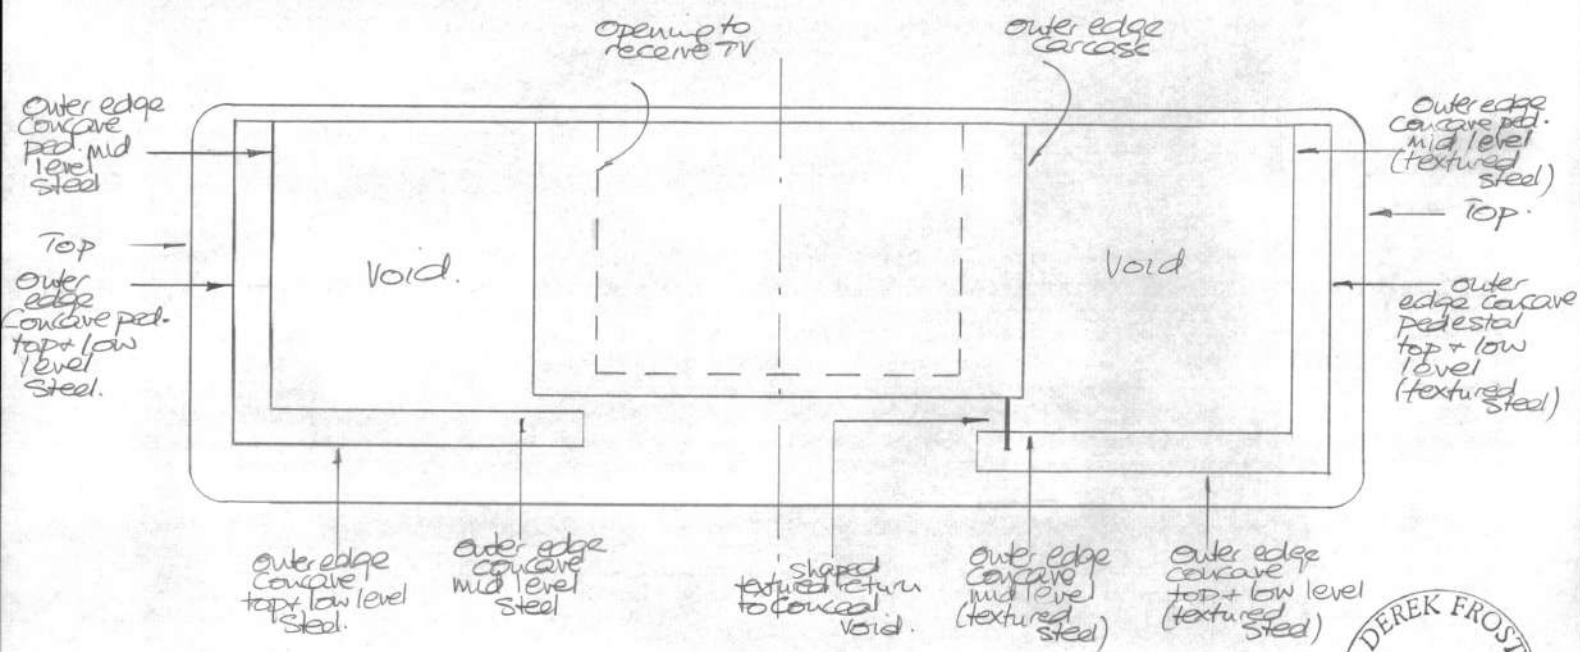 Opening to
receive TV
Outer edge
Carcass
Outer edge
Concave
ped. mid
level
Steel
Outer edge
Concave ped.
Mid level
(textured
steel)
Top
Top.
Void.
Void
Outer
edge
Concave ped.
top + low
level
Steel.
outer
edge concave
pedestal
top + low
level
(textured
steel)
Outer edge
Concave
top + low level
Steel.
Outer edge
concave
mid level
Steel
shaped
textured return
to conceal
void.
Outer edge
Concave
mid level
(textured
steel)
Outer edge
concave
top + low level
(textured
steel)
DEREK FROST